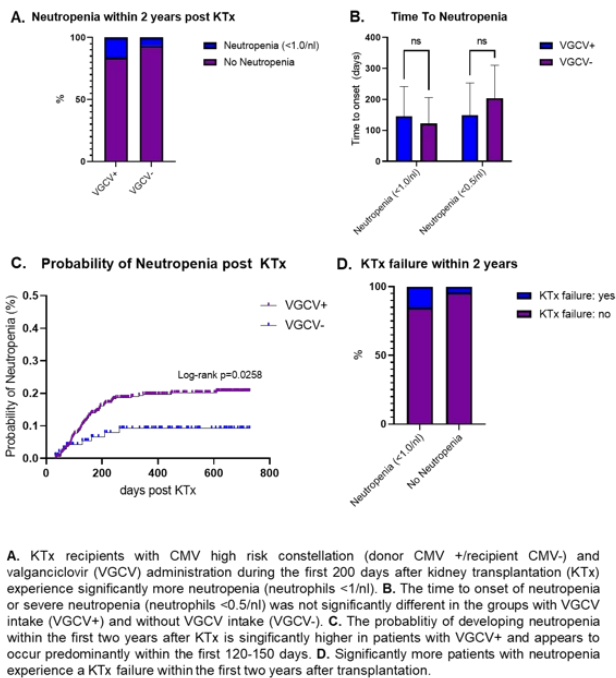 A. Neutropenia within 2 years post KTx
100
50
0
%
Neutropenia (<1.0/nl)
No Neutropenia
VGCV+
VGCV-
B. Time To Neutropenia
400
300
200
100
0
Time to onset (days)
ns
ns
VGCV+
VGCV-
Neutropenia (<1.0/nl)
Neutropenia (<0.5/nl)
C. Probability of Neutropenia post KTx
0.5
0.4
0.3
0.2
0.1
0.0
Probability of Neutropenia (%)
VGCV+
VGCV-
Log-rank p=0.0258
0 200 400 600 800
days post KTx
D. KTx failure within 2 years
100
50
0
%
KTx failure: yes
KTx failure: no
Neutropenia (<1.0/nl)
No Neutropenia
A. KTx recipients with CMV high risk constellation (donor CMV +/recipient CMV-) and
valganciclovir (VGCV) administration during the first 200 days after kidney transplantation (KTx)
experience significantly more neutropenia (neutrophils <1/nl). B. The time to onset of neutropenia
or severe neutropenia (neutrophils <0.5/nl) was not significantly different in the groups with VGCV
intake (VGCV+) and without VGCV intake (VGCV-). C. The probablitiy of developing neutropenia
within the first two years after KTx is singificantly higher in patients with VGCV+ and appears to
occur predominantly within the first 120-150 days. D. Significantly more patients with neutropenia
experience a KTx failure within the first two years after transplantation.